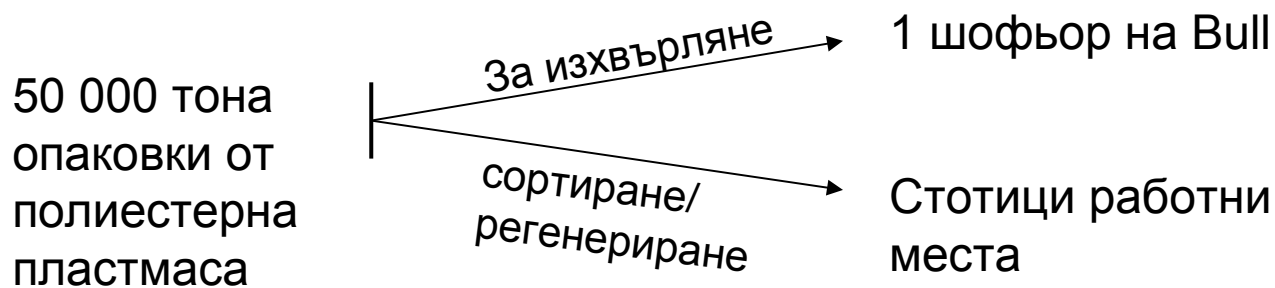 50 000 тона
опаковки от
полиестерна
пластмаса
За изхвърляне
1 шофьор на Bull
сортиране/
регенериране
Стотици работни
места